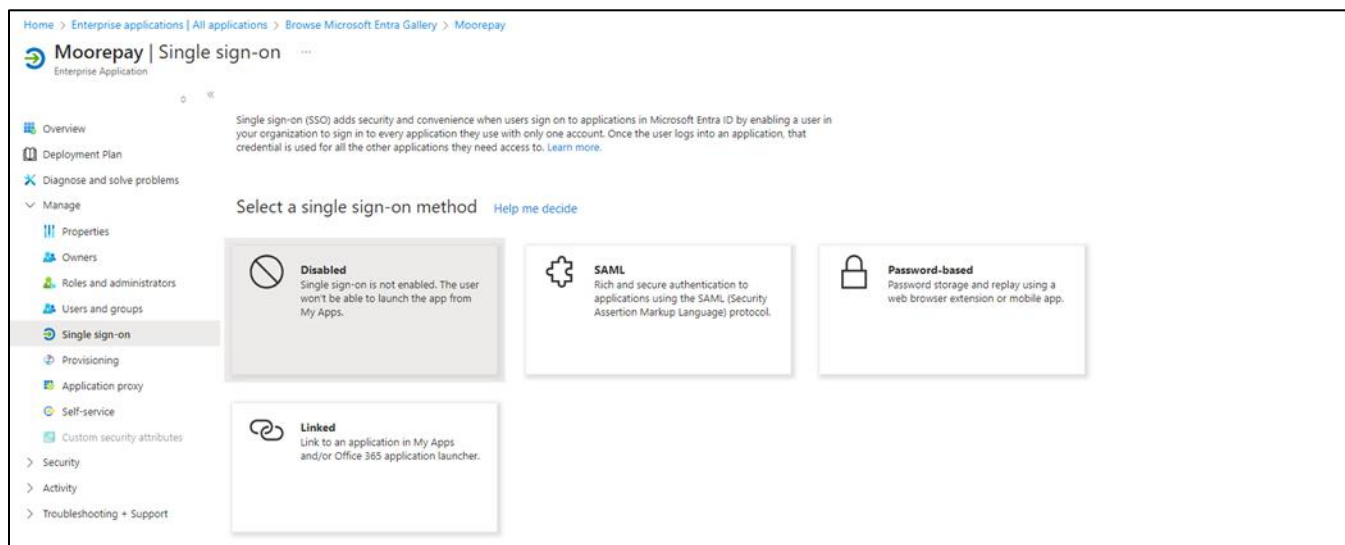 Home > Enterprise applications | All applications > Browse Microsoft Entra Gallery > Moorepay
Moorepay | Single sign-on ...
Enterprise Application
Overview
Deployment Plan
Diagnose and solve problems
Manage
Properties
Owners
Roles and administrators
Users and groups
Single sign-on
Provisioning
Application proxy
Self-service
Custom security attributes
Security
Activity
Troubleshooting + Support
Single sign-on (SSO) adds security and convenience when users sign on to applications in Microsoft Entra ID by enabling a user in
your organization to sign in to every application they use with only one account. Once the user logs into an application, that
credential is used for all the other applications they need access to. Learn more.
Select a single sign-on method Help me decide
Disabled
Single sign-on is not enabled. The user
won't be able to launch the app from
My Apps.
SAML
Rich and secure authentication to
applications using the SAML (Security
Assertion Markup Language) protocol.
Password-based
Password storage and replay using a
web browser extension or mobile app.
Linked
Link to an application in My Apps
and/or Office 365 application launcher.